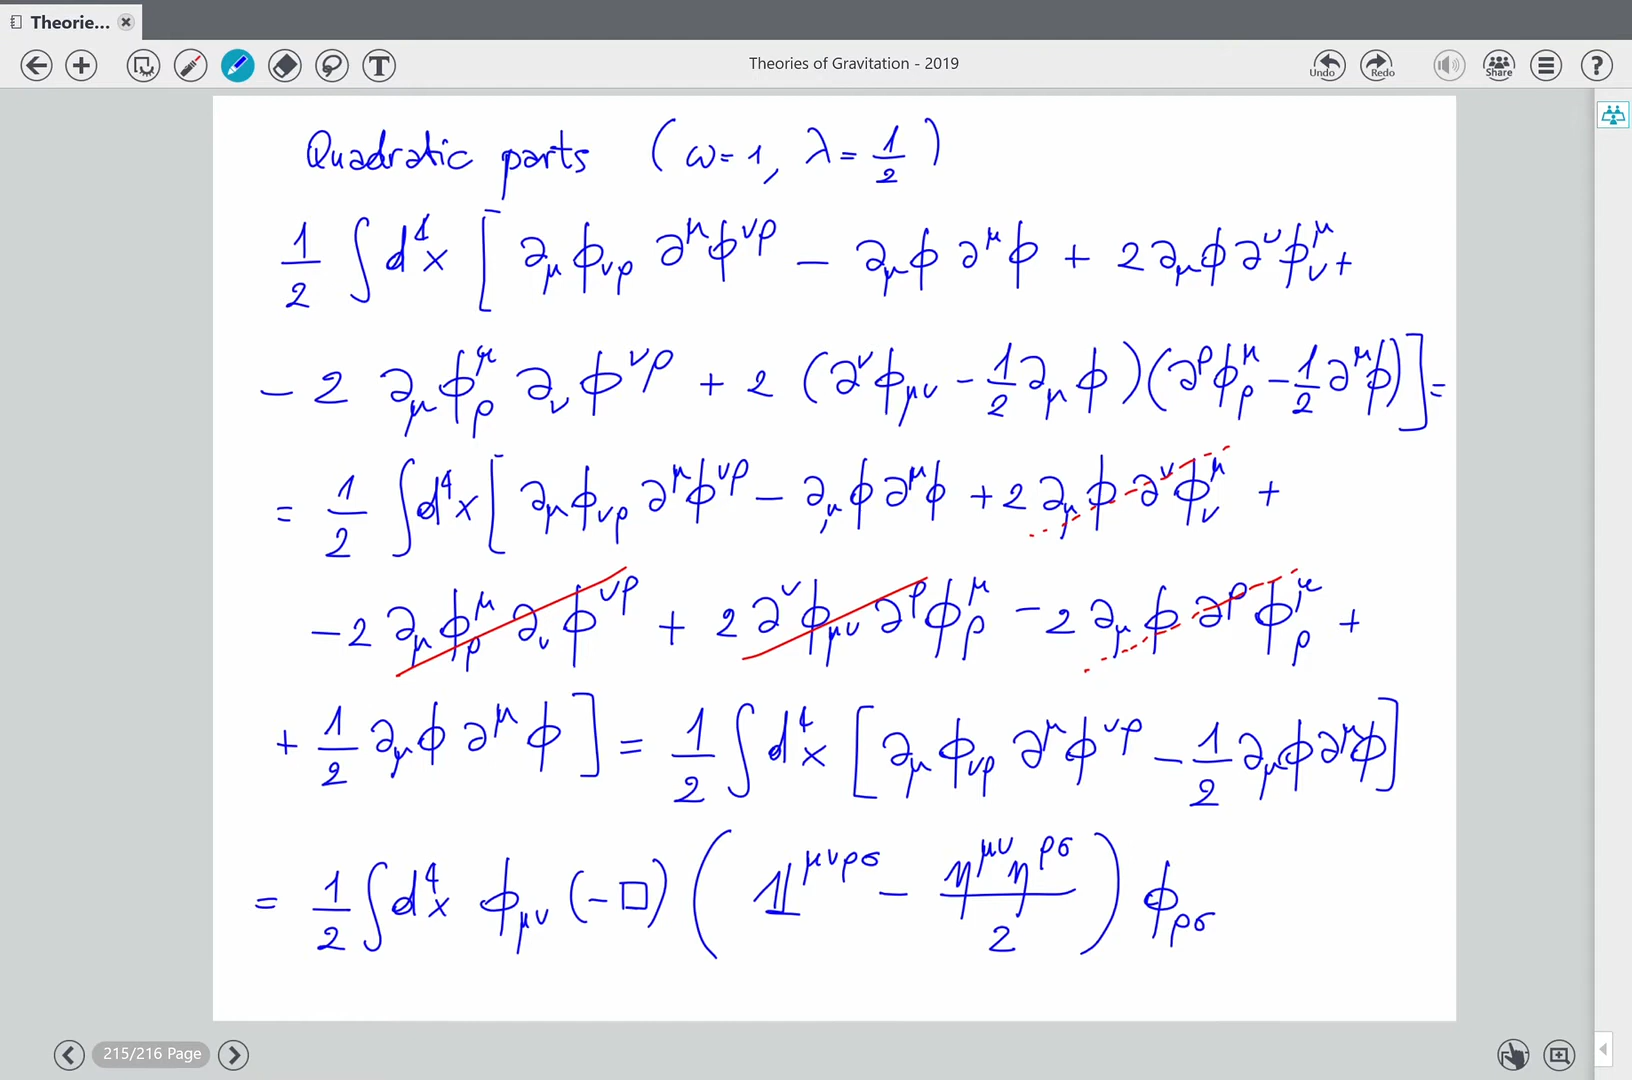 Theorie...
Theories of Gravitation - 2019
Undo Redo Share ?
Quadratic parts (ω=1, λ=1/2)
1/2 ∫d⁴x [ ∂_μ φ_νρ ∂^μ φ^νρ − ∂_μ φ ∂^μ φ + 2 ∂_μ φ ∂^ν φ_ν^μ +
− 2 ∂_μ φ^μ_ρ ∂_ν φ^νρ + 2 (∂^ν φ_μν − 1/2 ∂_μ φ)(∂^ρ φ^μ_ρ − 1/2 ∂^μ φ)] =
= 1/2 ∫d⁴x [ ∂_μ φ_νρ ∂^μ φ^νρ − ∂_μ φ ∂^μ φ + 2 ∂_μ φ ∂^ν φ_ν^μ +
− 2 ∂_μ φ^μ_ρ ∂_ν φ^νρ + 2 ∂^ν φ_μν ∂^ρ φ^μ_ρ − 2 ∂_μ φ ∂^ρ φ^μ_ρ +
+ 1/2 ∂_μ φ ∂^μ φ ] = 1/2 ∫d⁴x [ ∂_μ φ_νρ ∂^μ φ^νρ − 1/2 ∂_μ φ ∂^μ φ]
= 1/2 ∫d⁴x φ_μν (−□) ( 𝟙^μνρσ − η^μν η^ρσ / 2 ) φ_ρσ
215/216 Page